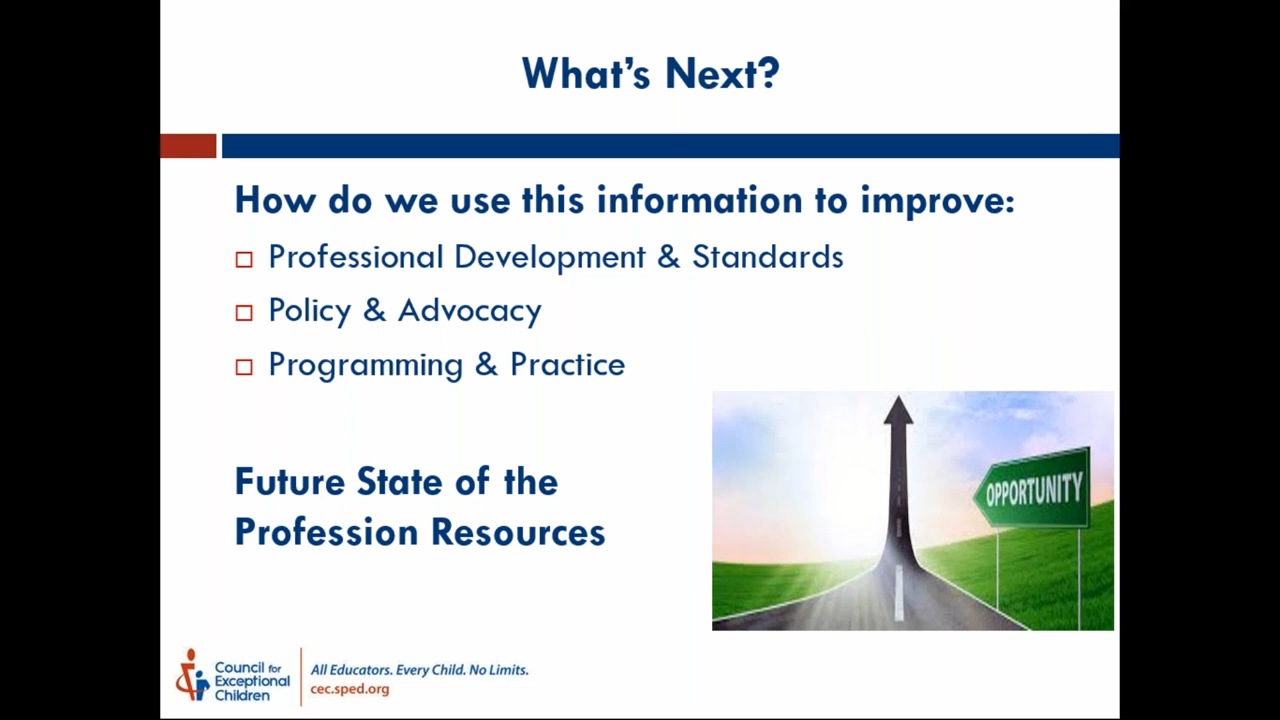 What's Next?
How do we use this information to improve:
Professional Development & Standards
Policy & Advocacy
Programming & Practice
Future State of the
Profession Resources
OPPORTUNITY
Council for
Exceptional
Children
All Educators. Every Child. No Limits.
cec.sped.org